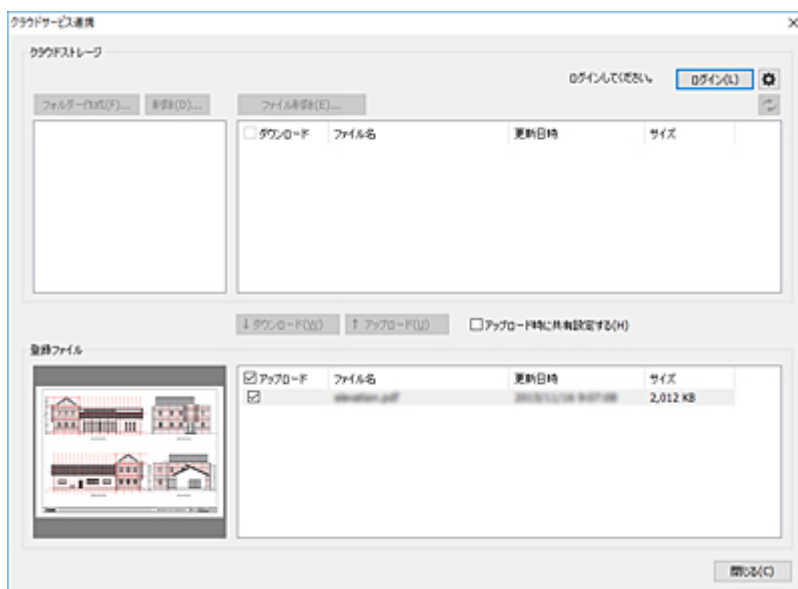 クラウドサービス連携
クラウドストレージ
ログインしてください。 ログイン(L)
フォルダー作成(F)... 削除(D)... ファイル削除(E)...
ダウンロード ファイル名 更新日時 サイズ
↓ダウンロード(W) ↑アップロード(U) アップロード時に共有設定する(H)
登録ファイル
アップロード ファイル名 更新日時 サイズ
elevation.pdf 2,012 KB
閉じる(C)